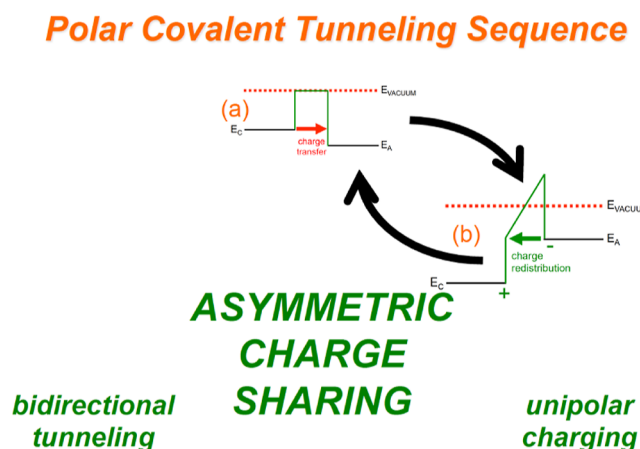 Polar Covalent Tunneling Sequence
(a)
EVACUUM
EC
charge
transfer
EA
EVACUU
(b)
EA
-
charge
redistribution
EC
+
ASYMMETRIC
CHARGE
SHARING
bidirectional
tunneling
unipolar
charging